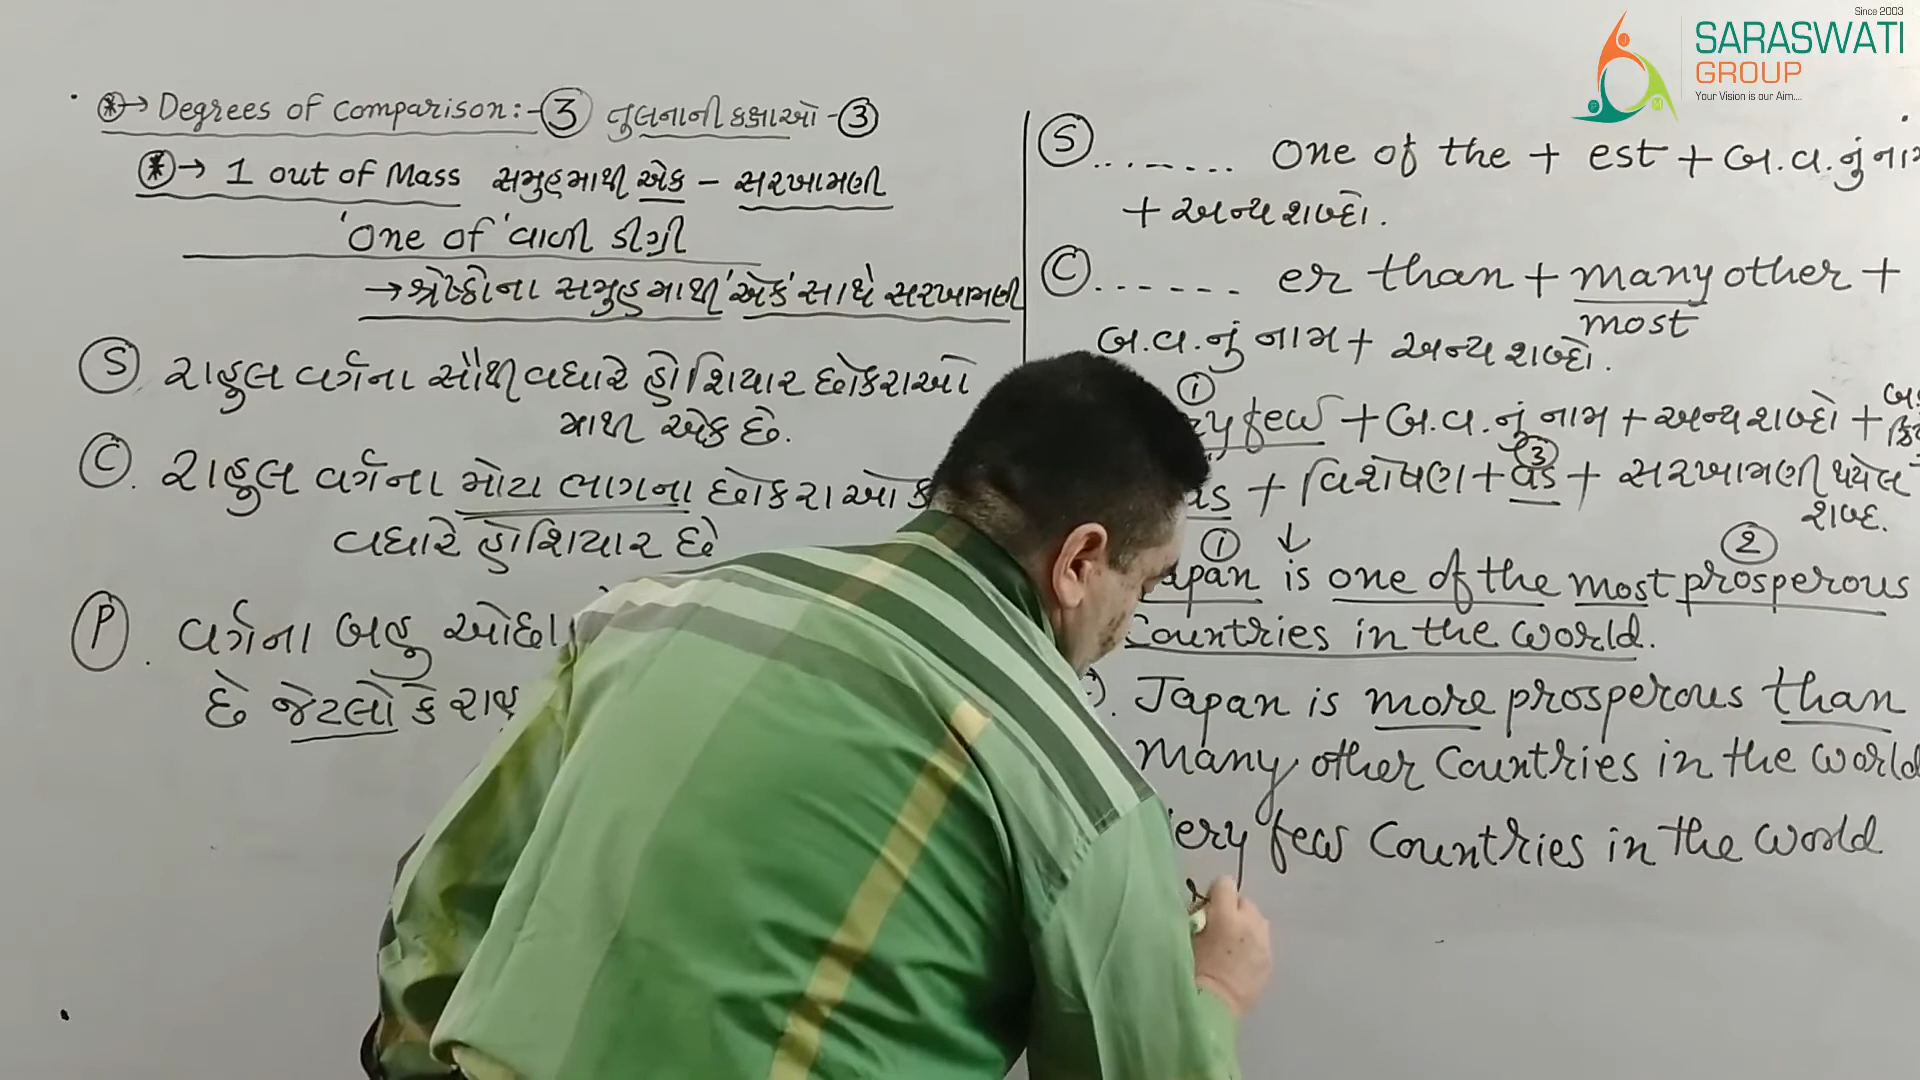 Since 2003
SARASWATI
GROUP
Your Vision is our Aim....
Degrees of Comparison:- 3 તુલનાની કક્ષાઓ - 3
* → 1 out of Mass સમુહમાથી એક - સરખામણી
'One of' વાળી ડીગ્રી
→ શ્રેષ્ઠોના સમુહમાથી 'એક' સાથે સરખામણી
S. રાહુલ વર્ગના સૌથી વધારે હોશિયાર છોકરાઓ
માથી એક છે.
C. રાહુલ વર્ગના મોટા ભાગના છોકરાઓ
વધારે હોશિયાર છે
P. વર્ગના બહુ ઓછા
છે જેટલો કે
S ........ One of the + est + બ.વ.નું
+ અન્ય શબ્દો.
C ...... er than + many other +
most
બ.વ.નું નામ + અન્ય શબ્દો.
1
few + બ.વ.નું નામ + અન્ય શબ્દો +
3
+ વિશેષણ + as + સરખામણી થયેલ
શબ્દ.
1 ↓ 2
is one of the most prosperous
Countries in the world.
Japan is more prosperous than
many other Countries in the world
few Countries in the world